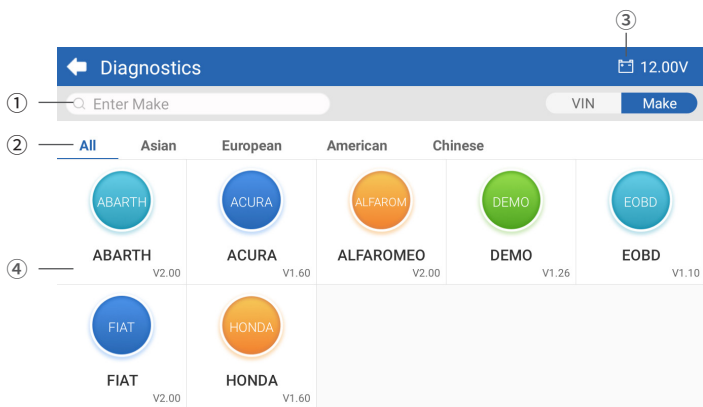 ③
Diagnostics 12.00V
① Enter Make VIN Make
② All Asian European American Chinese
ABARTH ACURA ALFAROM DEMO EOBD
ABARTH ACURA ALFAROMEO DEMO EOBD
④ V2.00 V1.60 V2.00 V1.26 V1.10
FIAT HONDA
FIAT HONDA
V2.00 V1.60